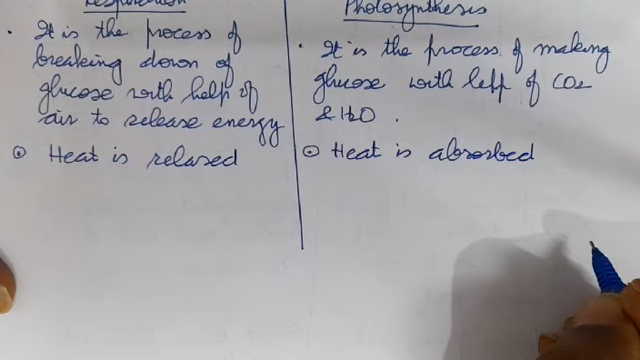 Respiration
• It is the process of
breaking down of
glucose with help of
air to release energy
⊙ Heat is relased
Photosynthesis
• It is the process of making
glucose with help of CO2
& H2O .
⊙ Heat is absorbed